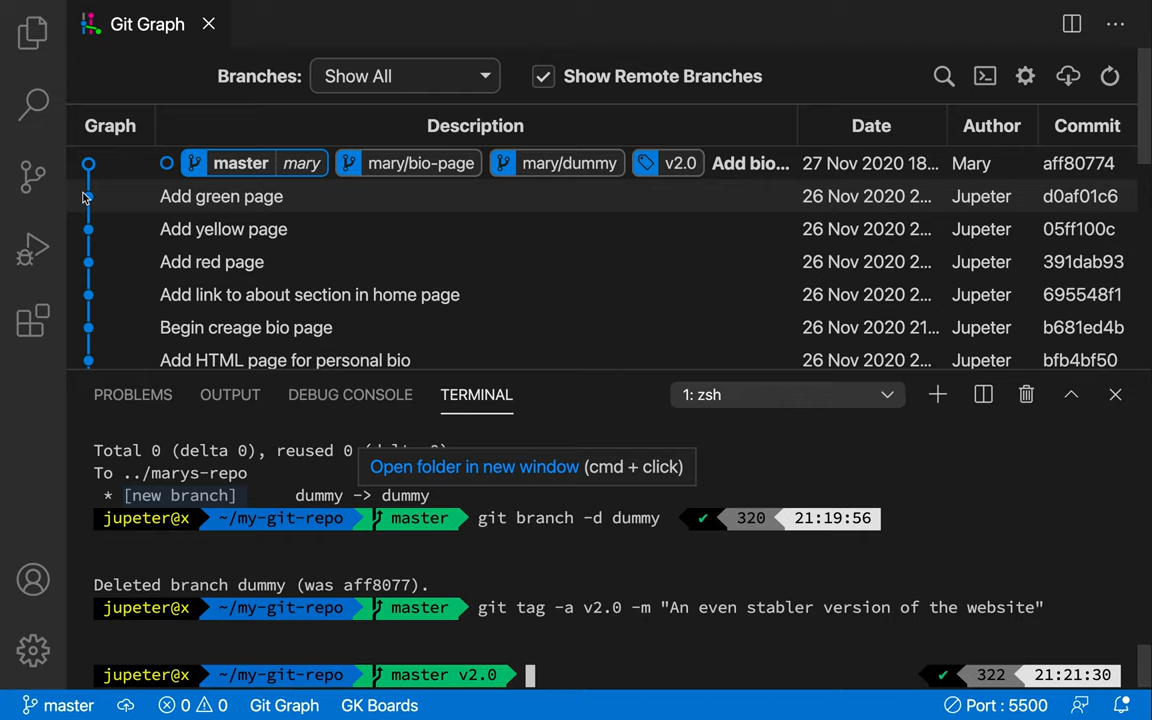 Git Graph
Branches: Show All Show Remote Branches
Graph Description Date Author Commit
master mary mary/bio-page mary/dummy v2.0 Add bio... 27 Nov 2020 18... Mary aff80774
Add green page 26 Nov 2020 2... Jupeter d0af01c6
Add yellow page 26 Nov 2020 2... Jupeter 05ff100c
Add red page 26 Nov 2020 2... Jupeter 391dab93
Add link to about section in home page 26 Nov 2020 2... Jupeter 695548f1
Begin creage bio page 26 Nov 2020 21... Jupeter b681ed4b
Add HTML page for personal bio 26 Nov 2020 2... Jupeter bfb4bf50
PROBLEMS OUTPUT DEBUG CONSOLE TERMINAL 1: zsh
Total 0 (delta 0), reused 0 (delta 0)
Open folder in new window (cmd + click)
To ../marys-repo
* [new branch] dummy -> dummy
jupeter@x ~/my-git-repo master git branch -d dummy ✔ 320 21:19:56
Deleted branch dummy (was aff8077).
jupeter@x ~/my-git-repo master git tag -a v2.0 -m "An even stabler version of the website"
jupeter@x ~/my-git-repo master v2.0 ✔ 322 21:21:30
master 0 0 Git Graph GK Boards Port : 5500